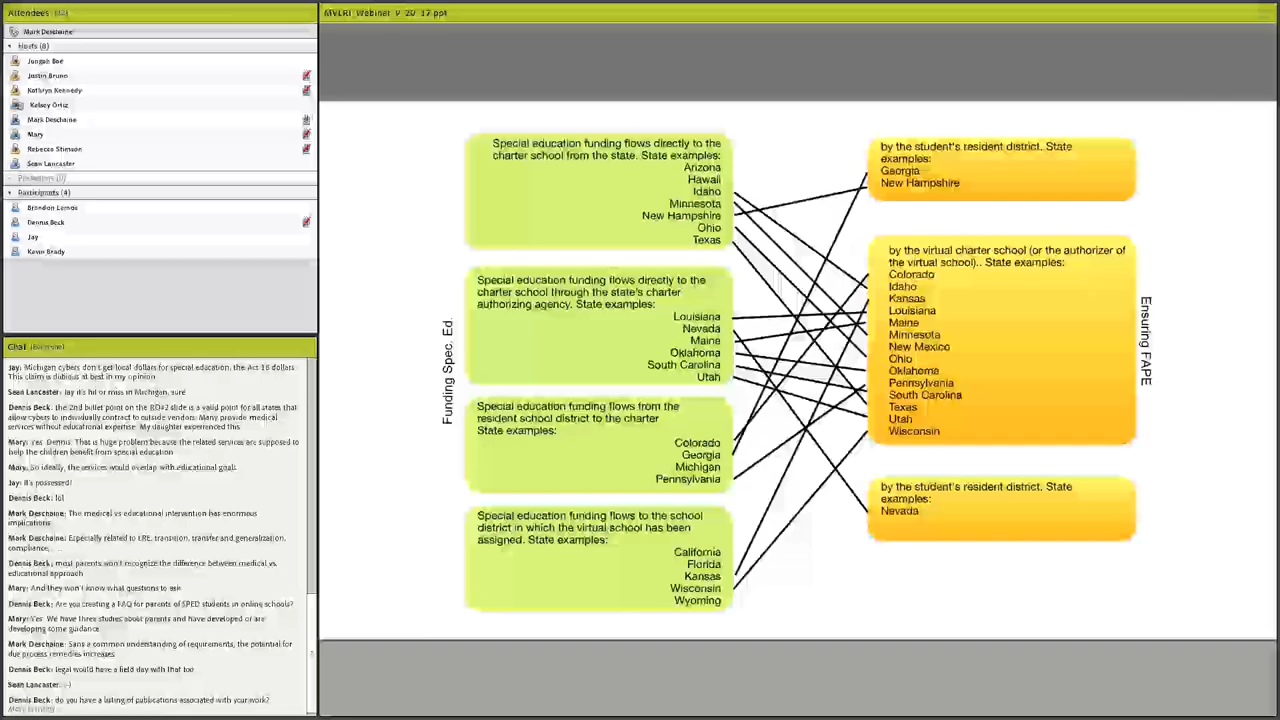 Attendees
Mark Deschaine
Hosts (8)
Jungah Bae
Justin Bruno
Kathryn Kennedy
Kelsey Ortiz
Mark Deschaine
Mary
Rebecca Stimson
Sean Lancaster
Participants (4)
Brandon Lemos
Dennis Beck
Jay
Kevin Brady
Chat (Everyone)
Jay: Michigan cybers don't get local dollars for special education, the Act 18 dollars
This claim is dubious at best in my opinion
Sean Lancaster: Jay it's hit or miss in Michigan, sure
Dennis Beck: the 2nd bullet point on the slide is a valid point for all states that
allow cybers to individually contract to outside vendors. Many provide medical
services without educational expertise. My daughter experienced this
Mary: Yes Dennis. That is huge problem because the related services are supposed to
help the children benefit from special education
Mary: So ideally, the services would overlap with educational goals.
Jay: it's possessed!
Dennis Beck: lol
Mark Deschaine: The medical vs educational intervention has enormous
implications
Mark Deschaine: Especially related to LRE, transition, transfer and generalization,
compliance,
Dennis Beck: most parents won't recognize the difference between medical vs.
educational approach
Mary: And they won't know what questions to ask
Dennis Beck: Are you creating a FAQ for parents of SPED students in online schools?
Mary: Yes. We have three studies about parents and have developed or are
developing some guidance
Mark Deschaine: Sans a common understanding of requirements, the potential for
due process remedies increases
Dennis Beck: legal would have a field day with that too
Sean Lancaster: :-)
Dennis Beck: do you have a listing of publications associated with your work?
MVLRI_Webinar_9_20_17.ppt
Funding Spec. Ed.
Special education funding flows directly to the
charter school from the state. State examples:
Arizona
Hawaii
Idaho
Minnesota
New Hampshire
Ohio
Texas
Special education funding flows directly to the
charter school through the state's charter
authorizing agency. State examples:
Louisiana
Nevada
Maine
Oklahoma
South Carolina
Utah
Special education funding flows from the
resident school district to the charter
State examples:
Colorado
Georgia
Michigan
Pennsylvania
Special education funding flows to the school
district in which the virtual school has been
assigned. State examples:
California
Florida
Kansas
Wisconsin
Wyoming
by the student's resident district. State
examples:
Georgia
New Hampshire
by the virtual charter school (or the authorizer of
the virtual school).. State examples:
Colorado
Idaho
Kansas
Louisiana
Maine
Minnesota
New Mexico
Ohio
Oklahoma
Pennsylvania
South Carolina
Texas
Utah
Wisconsin
by the student's resident district. State
examples:
Nevada
Ensuring FAPE